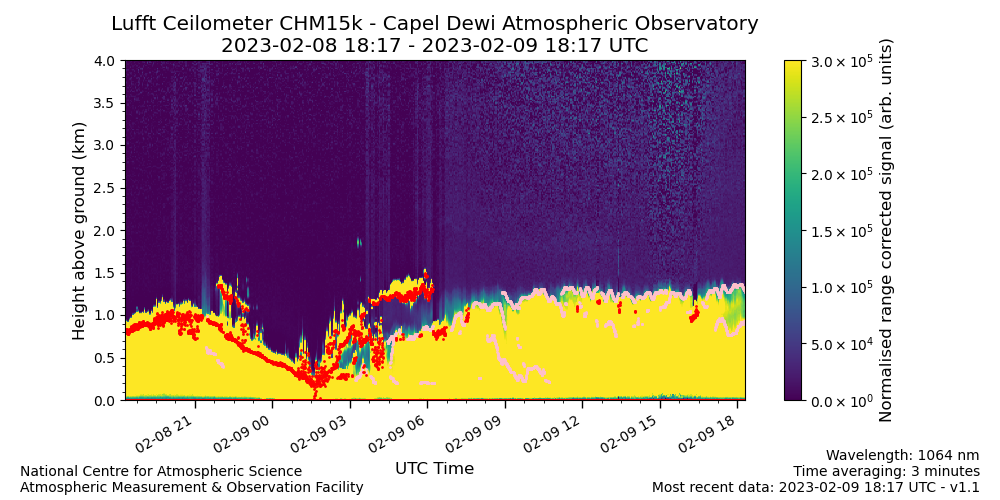 Lufft Ceilometer CHM15k - Capel Dewi Atmospheric Observatory
2023-02-08 18:17 - 2023-02-09 18:17 UTC
Height above ground (km)
4.0
3.5
3.0
2.5
2.0
1.5
1.0
0.5
0.0
02-08 21
02-09 00
02-09 03
02-09 06
02-09 09
02-09 12
02-09 15
02-09 18
UTC Time
3.0 × 10⁵
2.5 × 10⁵
2.0 × 10⁵
1.5 × 10⁵
1.0 × 10⁵
5.0 × 10⁴
0.0 × 10⁰
Normalised range corrected signal (arb. units)
National Centre for Atmospheric Science
Atmospheric Measurement & Observation Facility
Wavelength: 1064 nm
Time averaging: 3 minutes
Most recent data: 2023-02-09 18:17 UTC - v1.1